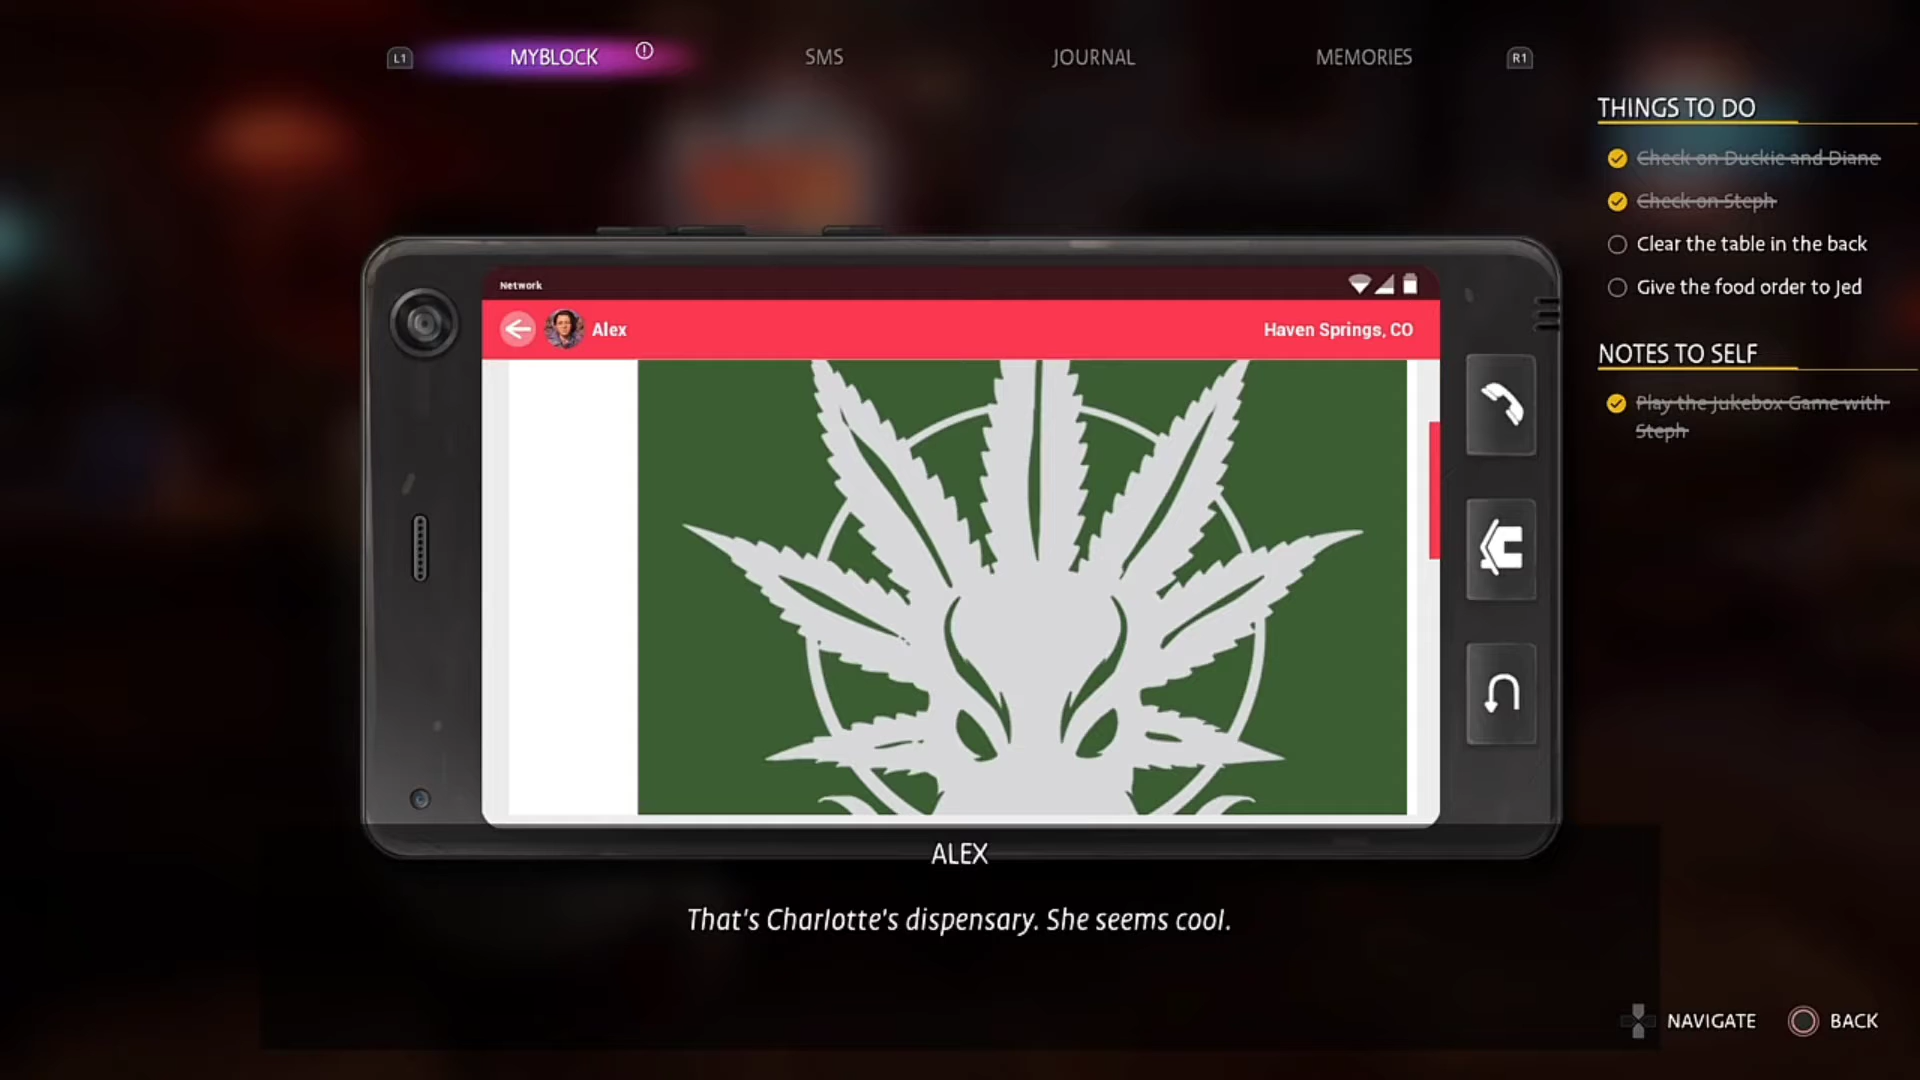 L1
MYBLOCK
SMS
JOURNAL
MEMORIES
R1
THINGS TO DO
Check on Duckie and Diane
Check on Steph
Clear the table in the back
Give the food order to Jed
NOTES TO SELF
Play the Jukebox Game with
Steph
Network
Alex
Haven Springs, CO
ALEX
That's Charlotte's dispensary. She seems cool.
NAVIGATE
BACK